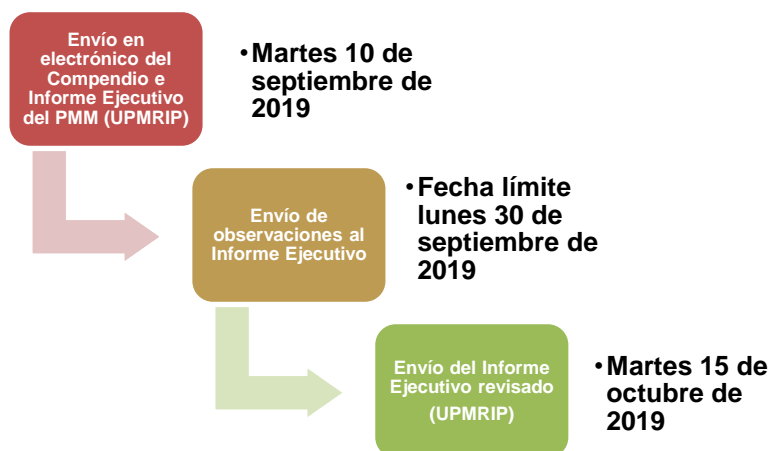 Envío en
electrónico del
Compendio e
Informe Ejecutivo
del PMM (UPMRIP)
•Martes 10 de
septiembre de
2019
Envío de
observaciones al
Informe Ejecutivo
•Fecha límite
lunes 30 de
septiembre de
2019
Envío del Informe
Ejecutivo revisado
(UPMRIP)
•Martes 15 de
octubre de
2019